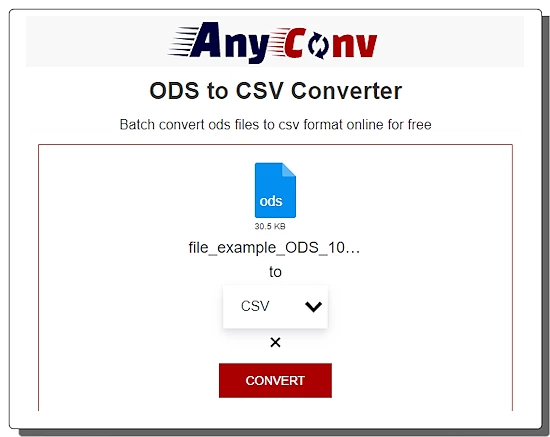 AnyConv
ODS to CSV Converter
Batch convert ods files to csv format online for free
ods
30.5 KB
file_example_ODS_10…
to
CSV
×
CONVERT